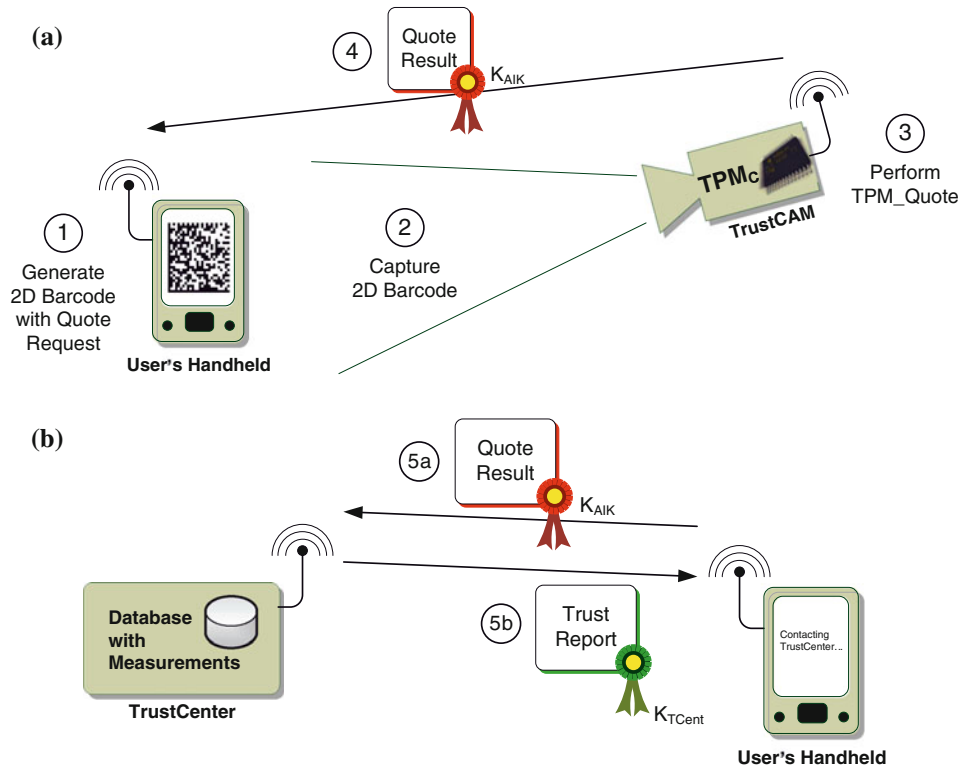 (a)
4
Quote
Result
KAIK
3
Perform
TPM_Quote
TPMC
TrustCAM
1
Generate
2D Barcode
with Quote
Request
2
Capture
2D Barcode
User's Handheld
(b)
5a
Quote
Result
KAIK
Database
with
Measurements
TrustCenter
5b
Trust
Report
KTCent
Contacting
TrustCenter...
User's Handheld